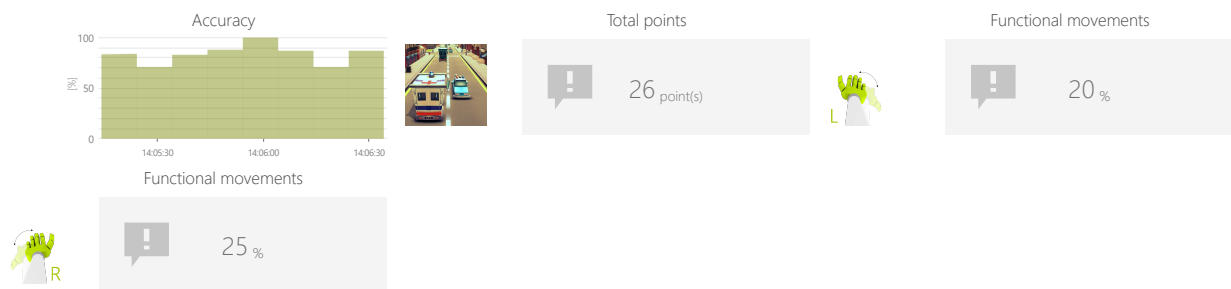 Accuracy
100
[%]
50
0
14:05:30
14:06:00
14:06:30
Total points
26 point(s)
L
Functional movements
20 %
Functional movements
R
25 %